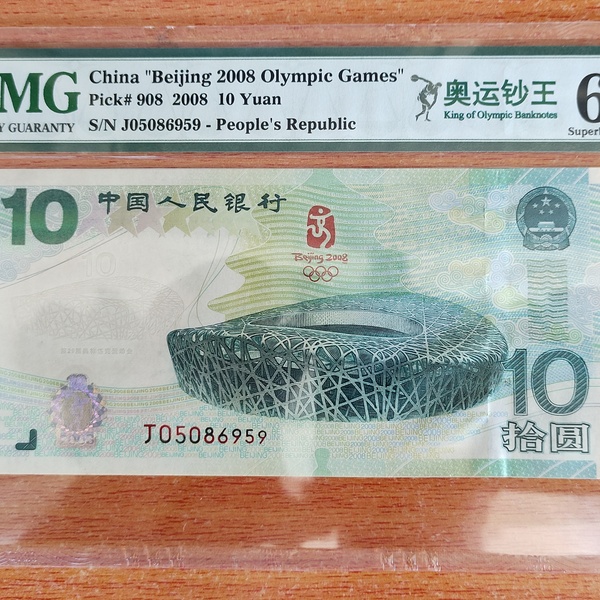 MG
China "Beijing 2008 Olympic Games"
Pick# 908 2008 10 Yuan
Y GUARANTY
S/N J05086959 - People's Republic
奥运钞王
King of Olympic Banknotes
6
Super
10
中国人民银行
Beijing 2008
10
拾圆
J05086959